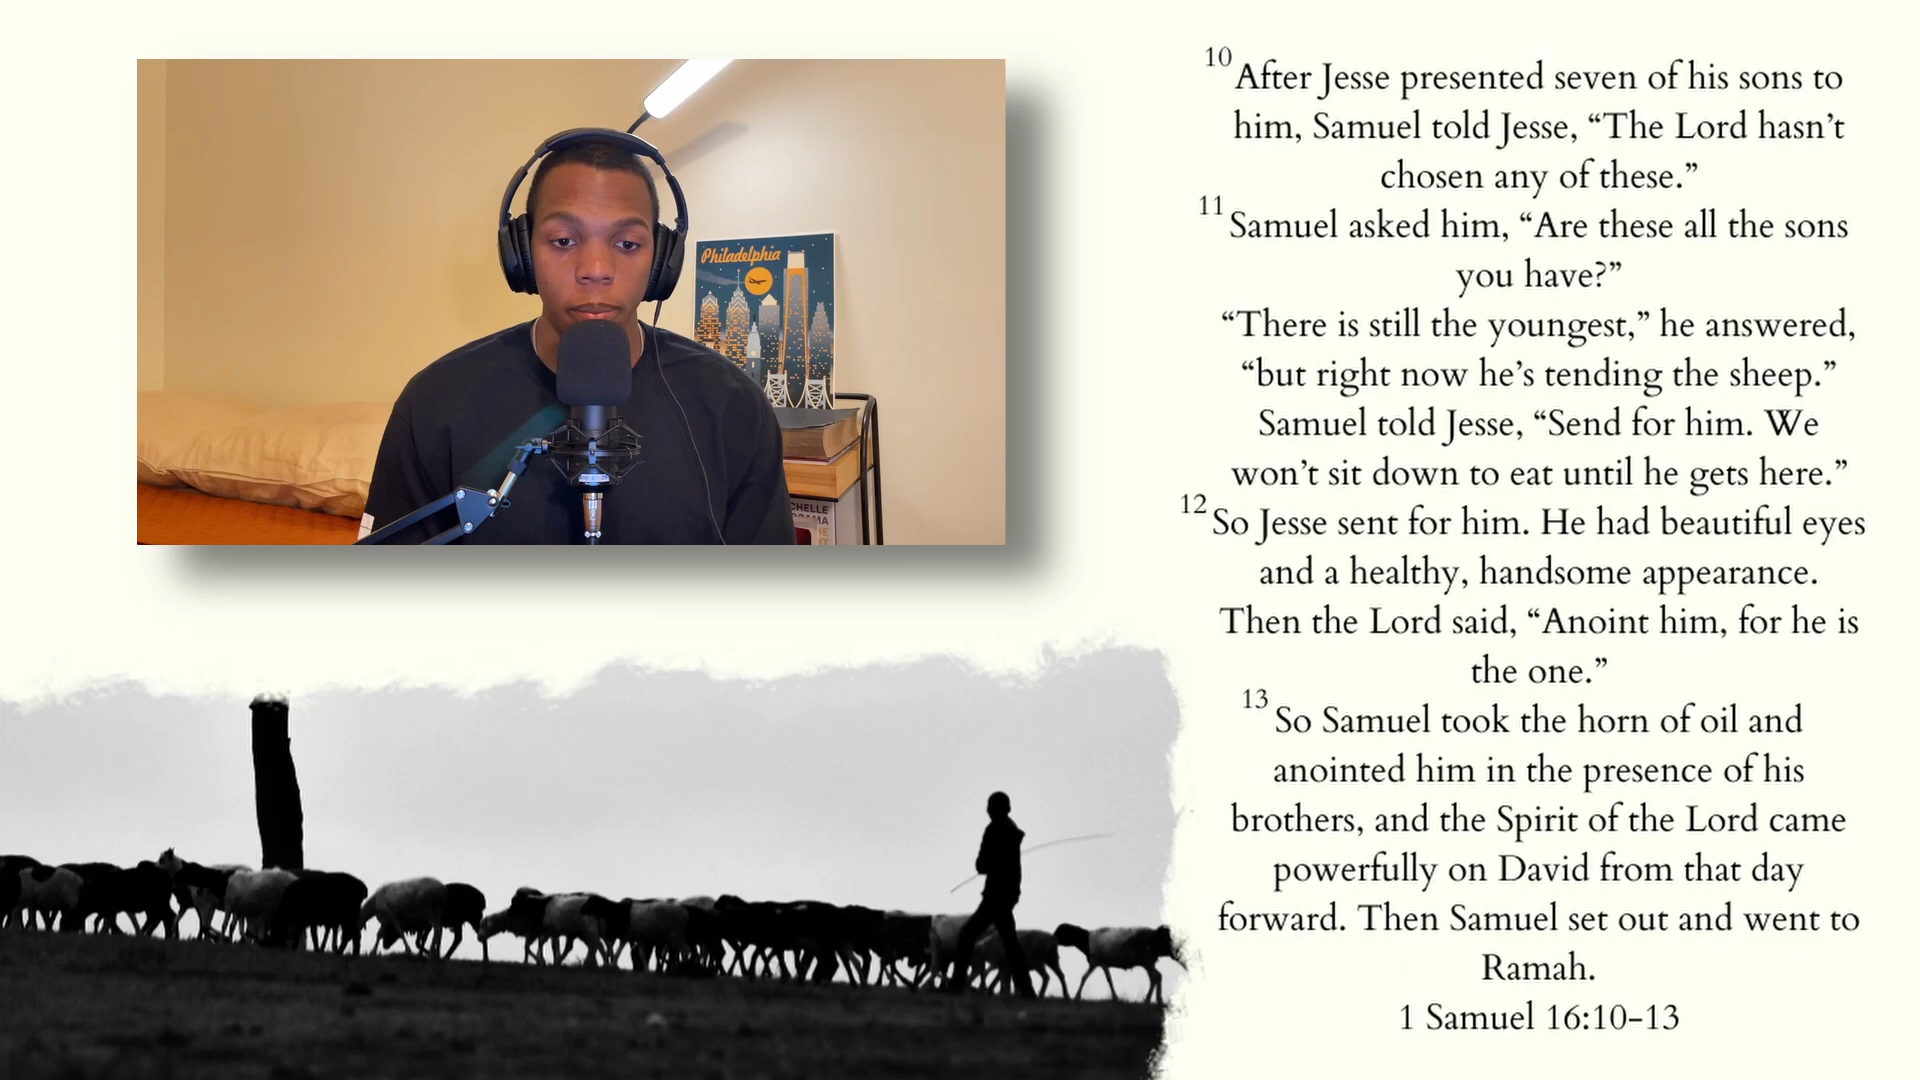 Philadelphia
CHELLE
10 After Jesse presented seven of his sons to
him, Samuel told Jesse, “The Lord hasn’t
chosen any of these.”
11 Samuel asked him, “Are these all the sons
you have?”
“There is still the youngest,” he answered,
“but right now he’s tending the sheep.”
Samuel told Jesse, “Send for him. We
won’t sit down to eat until he gets here.”
12 So Jesse sent for him. He had beautiful eyes
and a healthy, handsome appearance.
Then the Lord said, “Anoint him, for he is
the one.”
13 So Samuel took the horn of oil and
anointed him in the presence of his
brothers, and the Spirit of the Lord came
powerfully on David from that day
forward. Then Samuel set out and went to
Ramah.
1 Samuel 16:10-13